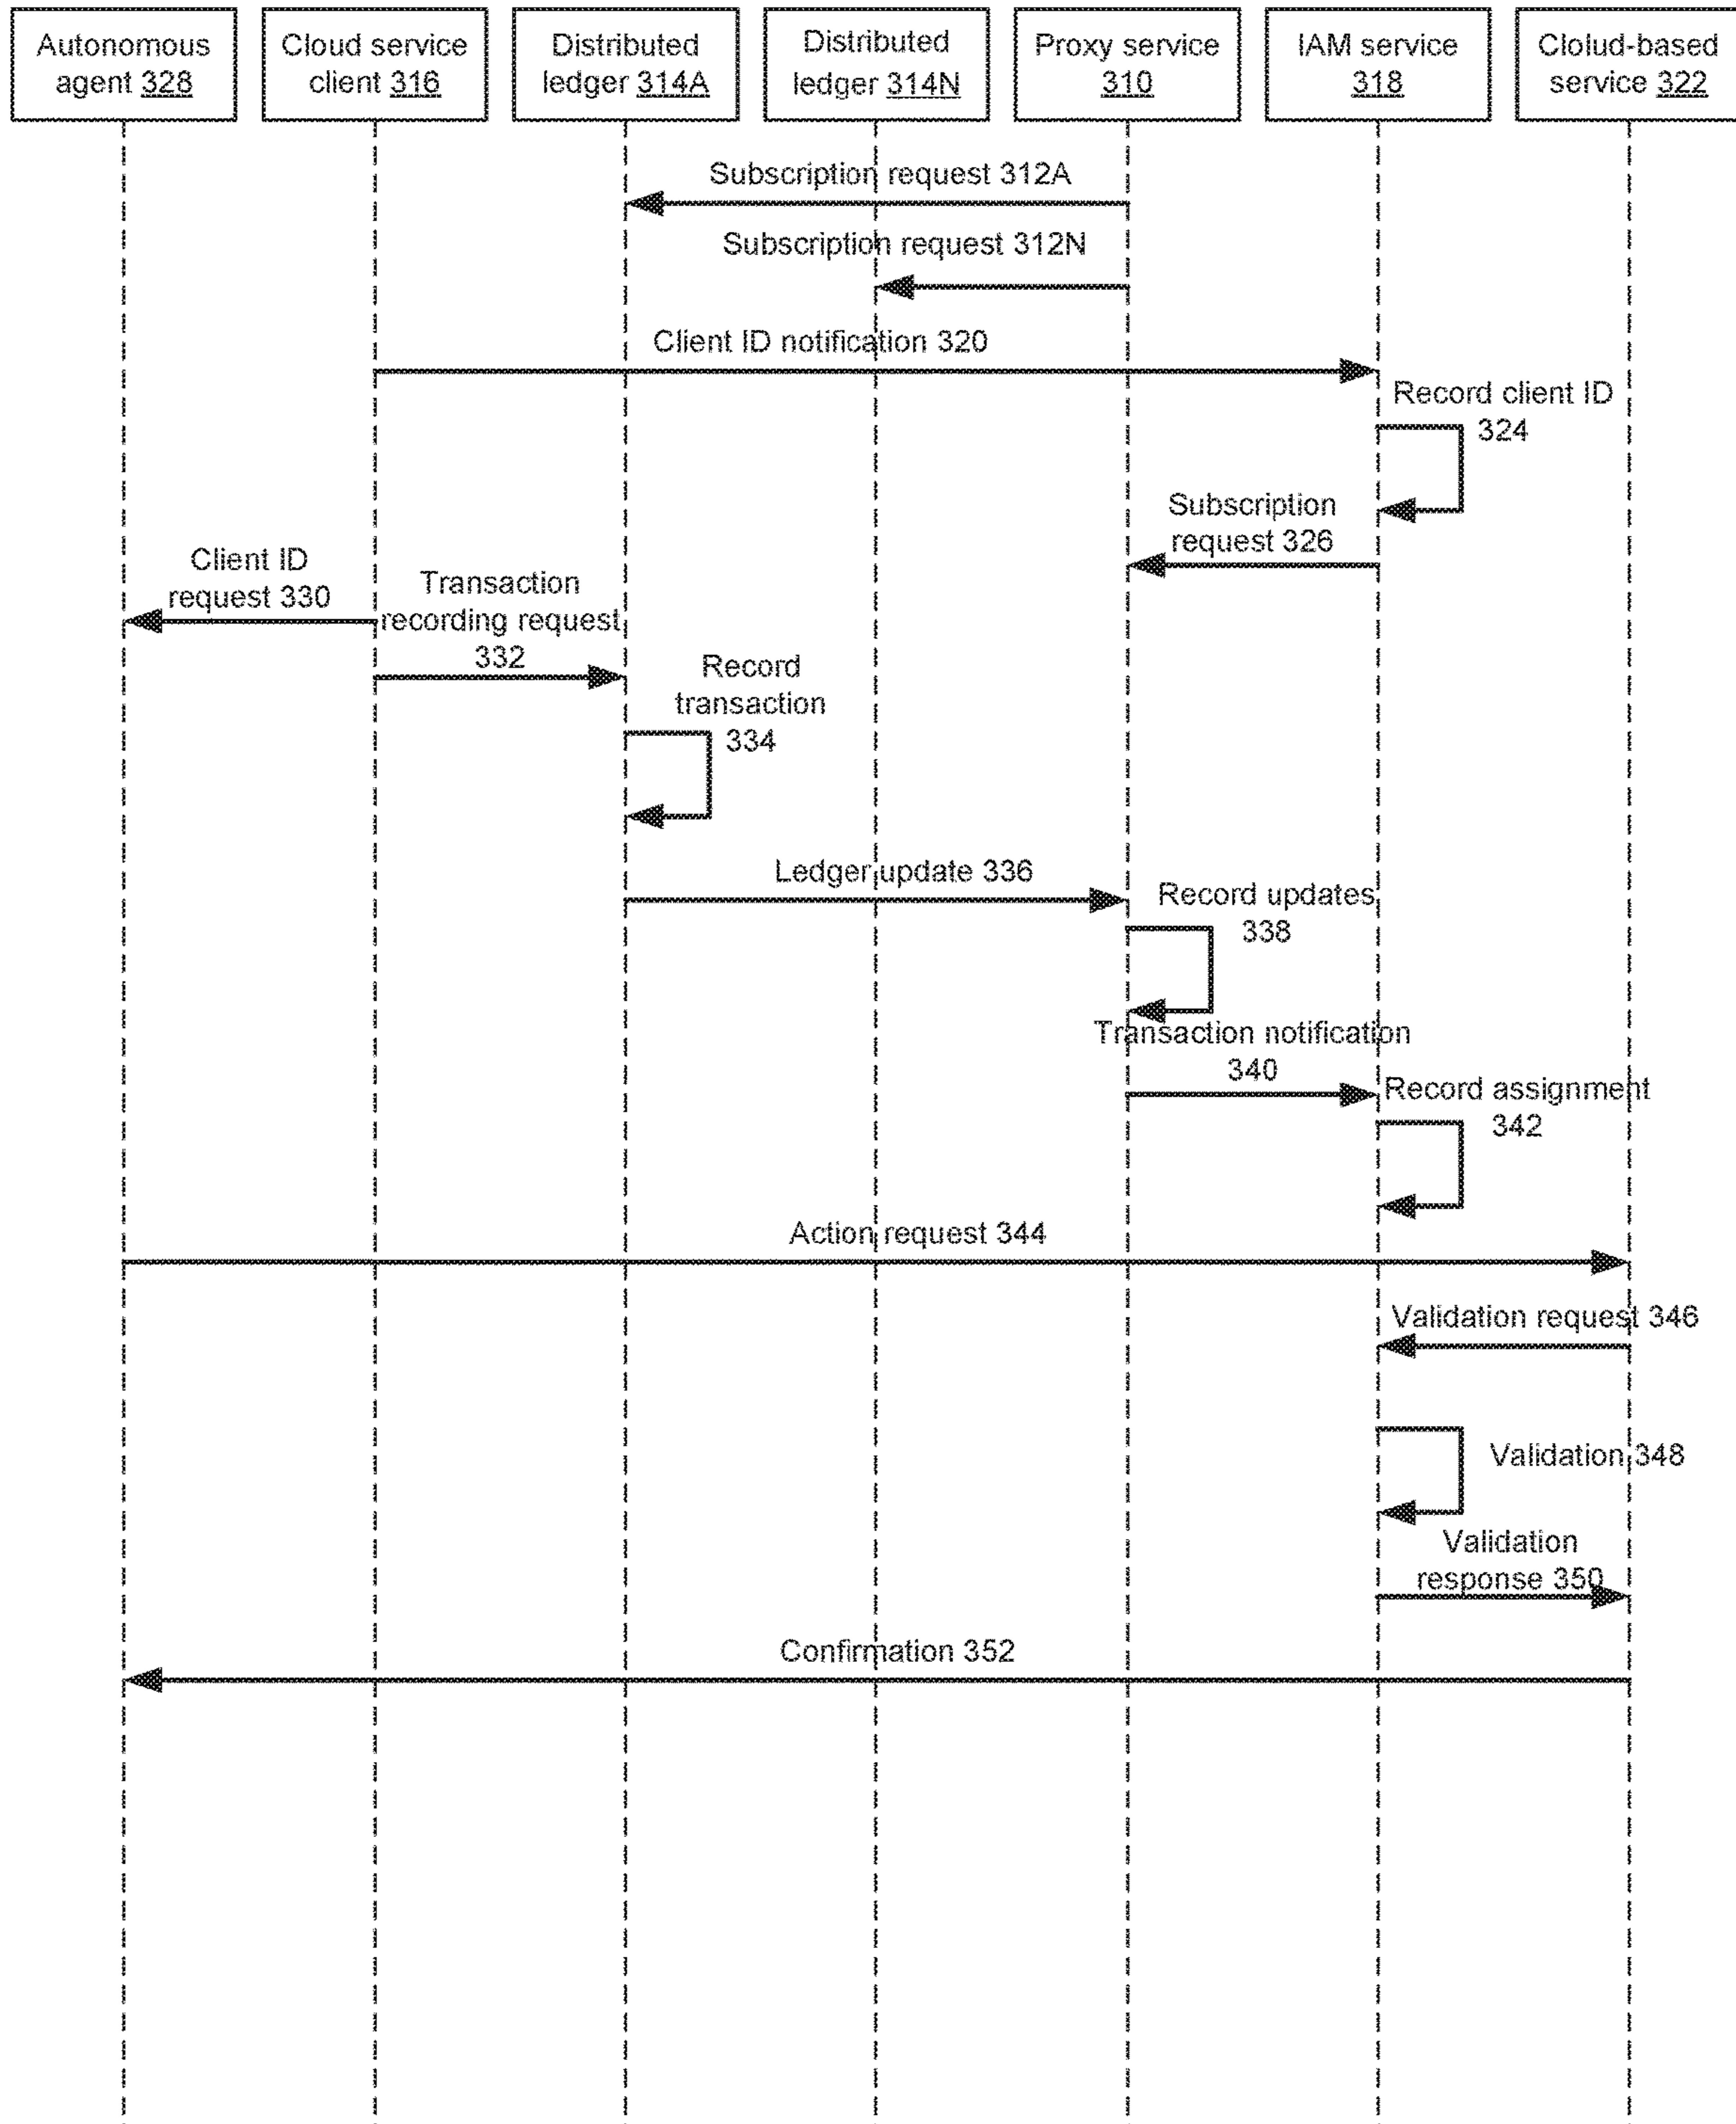 Autonomous
agent 328
Cloud service
client 316
Distributed
ledger 314A
Distributed
ledger 314N
Proxy service
310
IAM service
318
Clolud-based
service 322
Subscription request 312A
Subscription request 312N
Client ID notification 320
Record client ID
324
Subscription
request 326
Client ID
request 330
Transaction
recording request
332
Record
transaction
334
Ledger update 336
Record updates
338
Transaction notification
340
Record assignment
342
Action request 344
Validation request 346
Validation 348
Validation
response 350
Confirmation 352